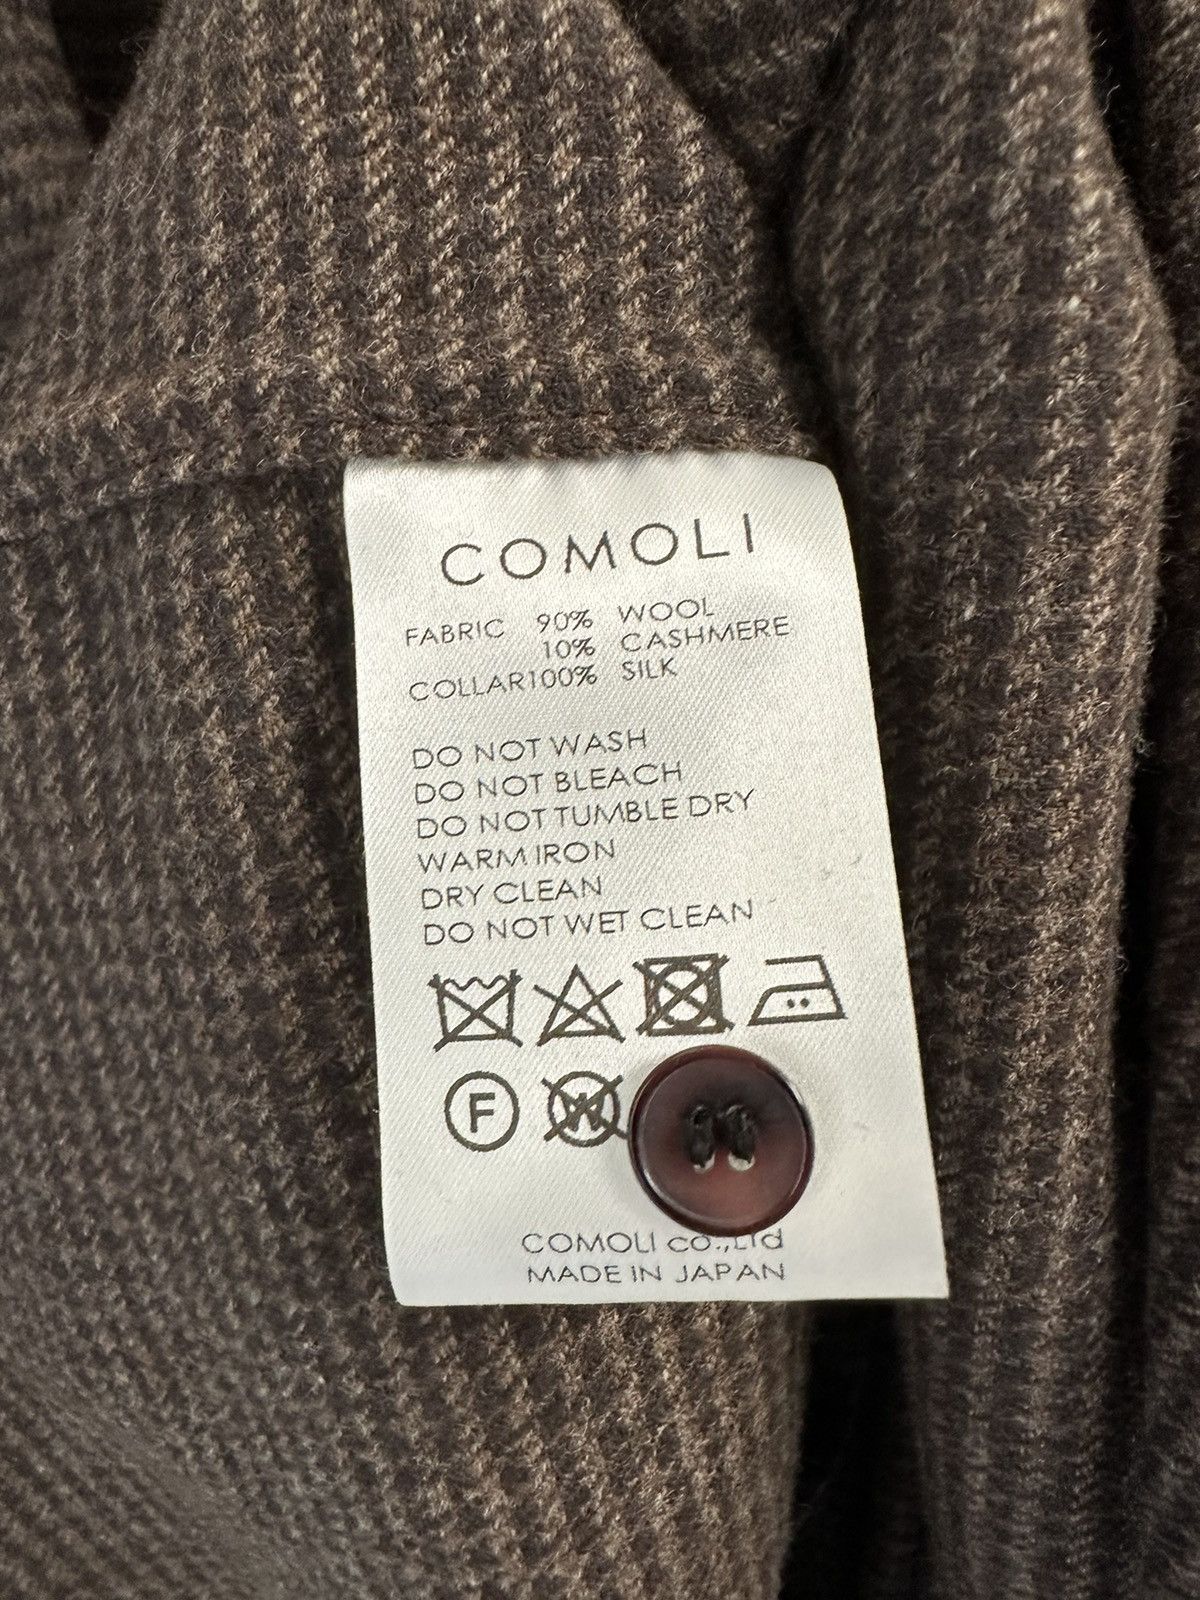 COMOLI
FABRIC 90% WOOL
10% CASHMERE
COLLAR100% SILK
DO NOT WASH
DO NOT BLEACH
DO NOT TUMBLE DRY
WARM IRON
DRY CLEAN
DO NOT WET CLEAN
F W
COMOLI co.,Ltd
MADE IN JAPAN